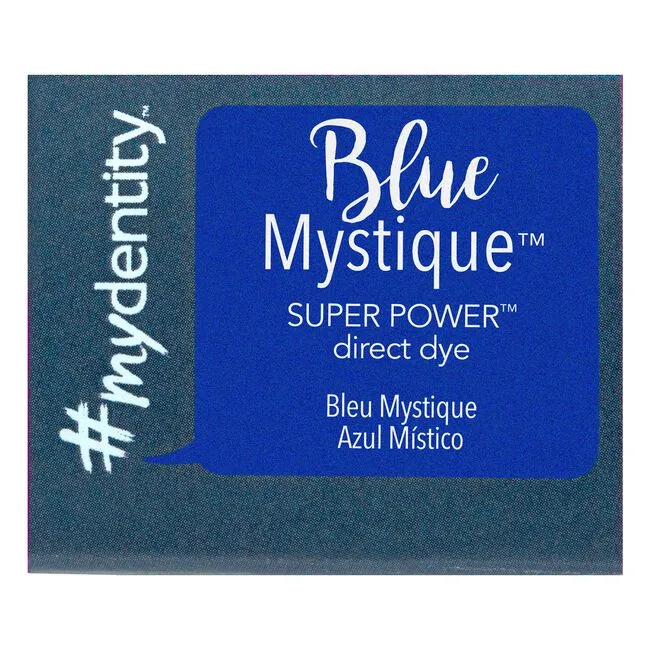 #mydentity™
Blue
Mystique™
SUPER POWER™
direct dye
Bleu Mystique
Azul Místico